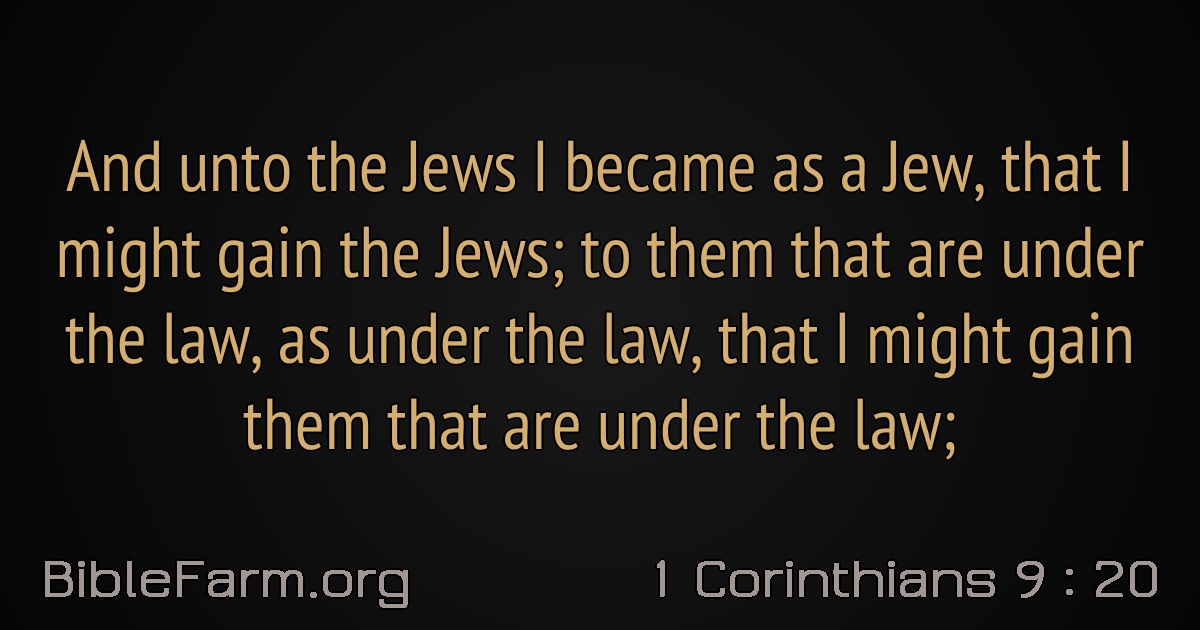 And unto the Jews I became as a Jew, that I
might gain the Jews; to them that are under
the law, as under the law, that I might gain
them that are under the law;
BibleFarm.org
1 Corinthians 9 : 20